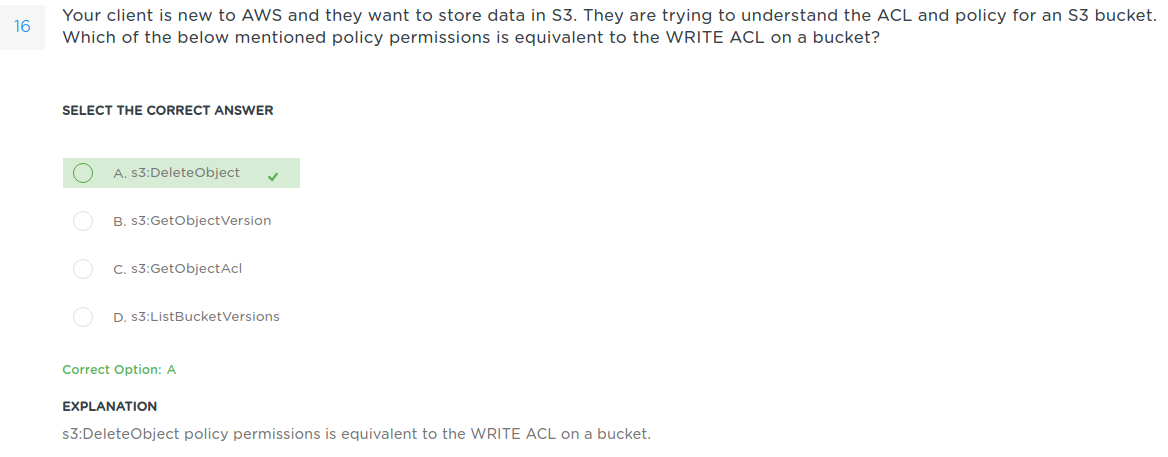 16
Your client is new to AWS and they want to store data in S3. They are trying to understand the ACL and policy for an S3 bucket.
Which of the below mentioned policy permissions is equivalent to the WRITE ACL on a bucket?
SELECT THE CORRECT ANSWER
A. s3:DeleteObject
B. s3:GetObjectVersion
C. s3:GetObjectAcl
D. s3:ListBucketVersions
Correct Option: A
EXPLANATION
s3:DeleteObject policy permissions is equivalent to the WRITE ACL on a bucket.